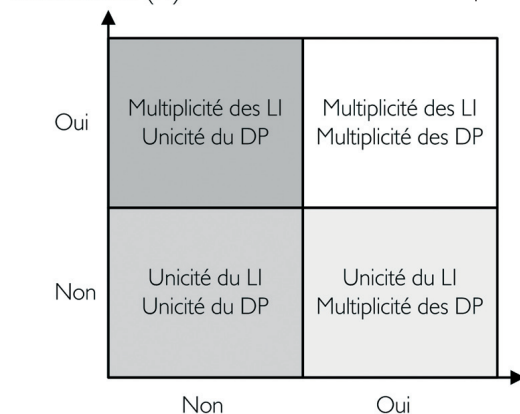 Oui
Multiplicité des LI
Unicité du DP
Multiplicité des LI
Multiplicité des DP
Non
Unicité du LI
Unicité du DP
Unicité du LI
Multiplicité des DP
Non
Oui